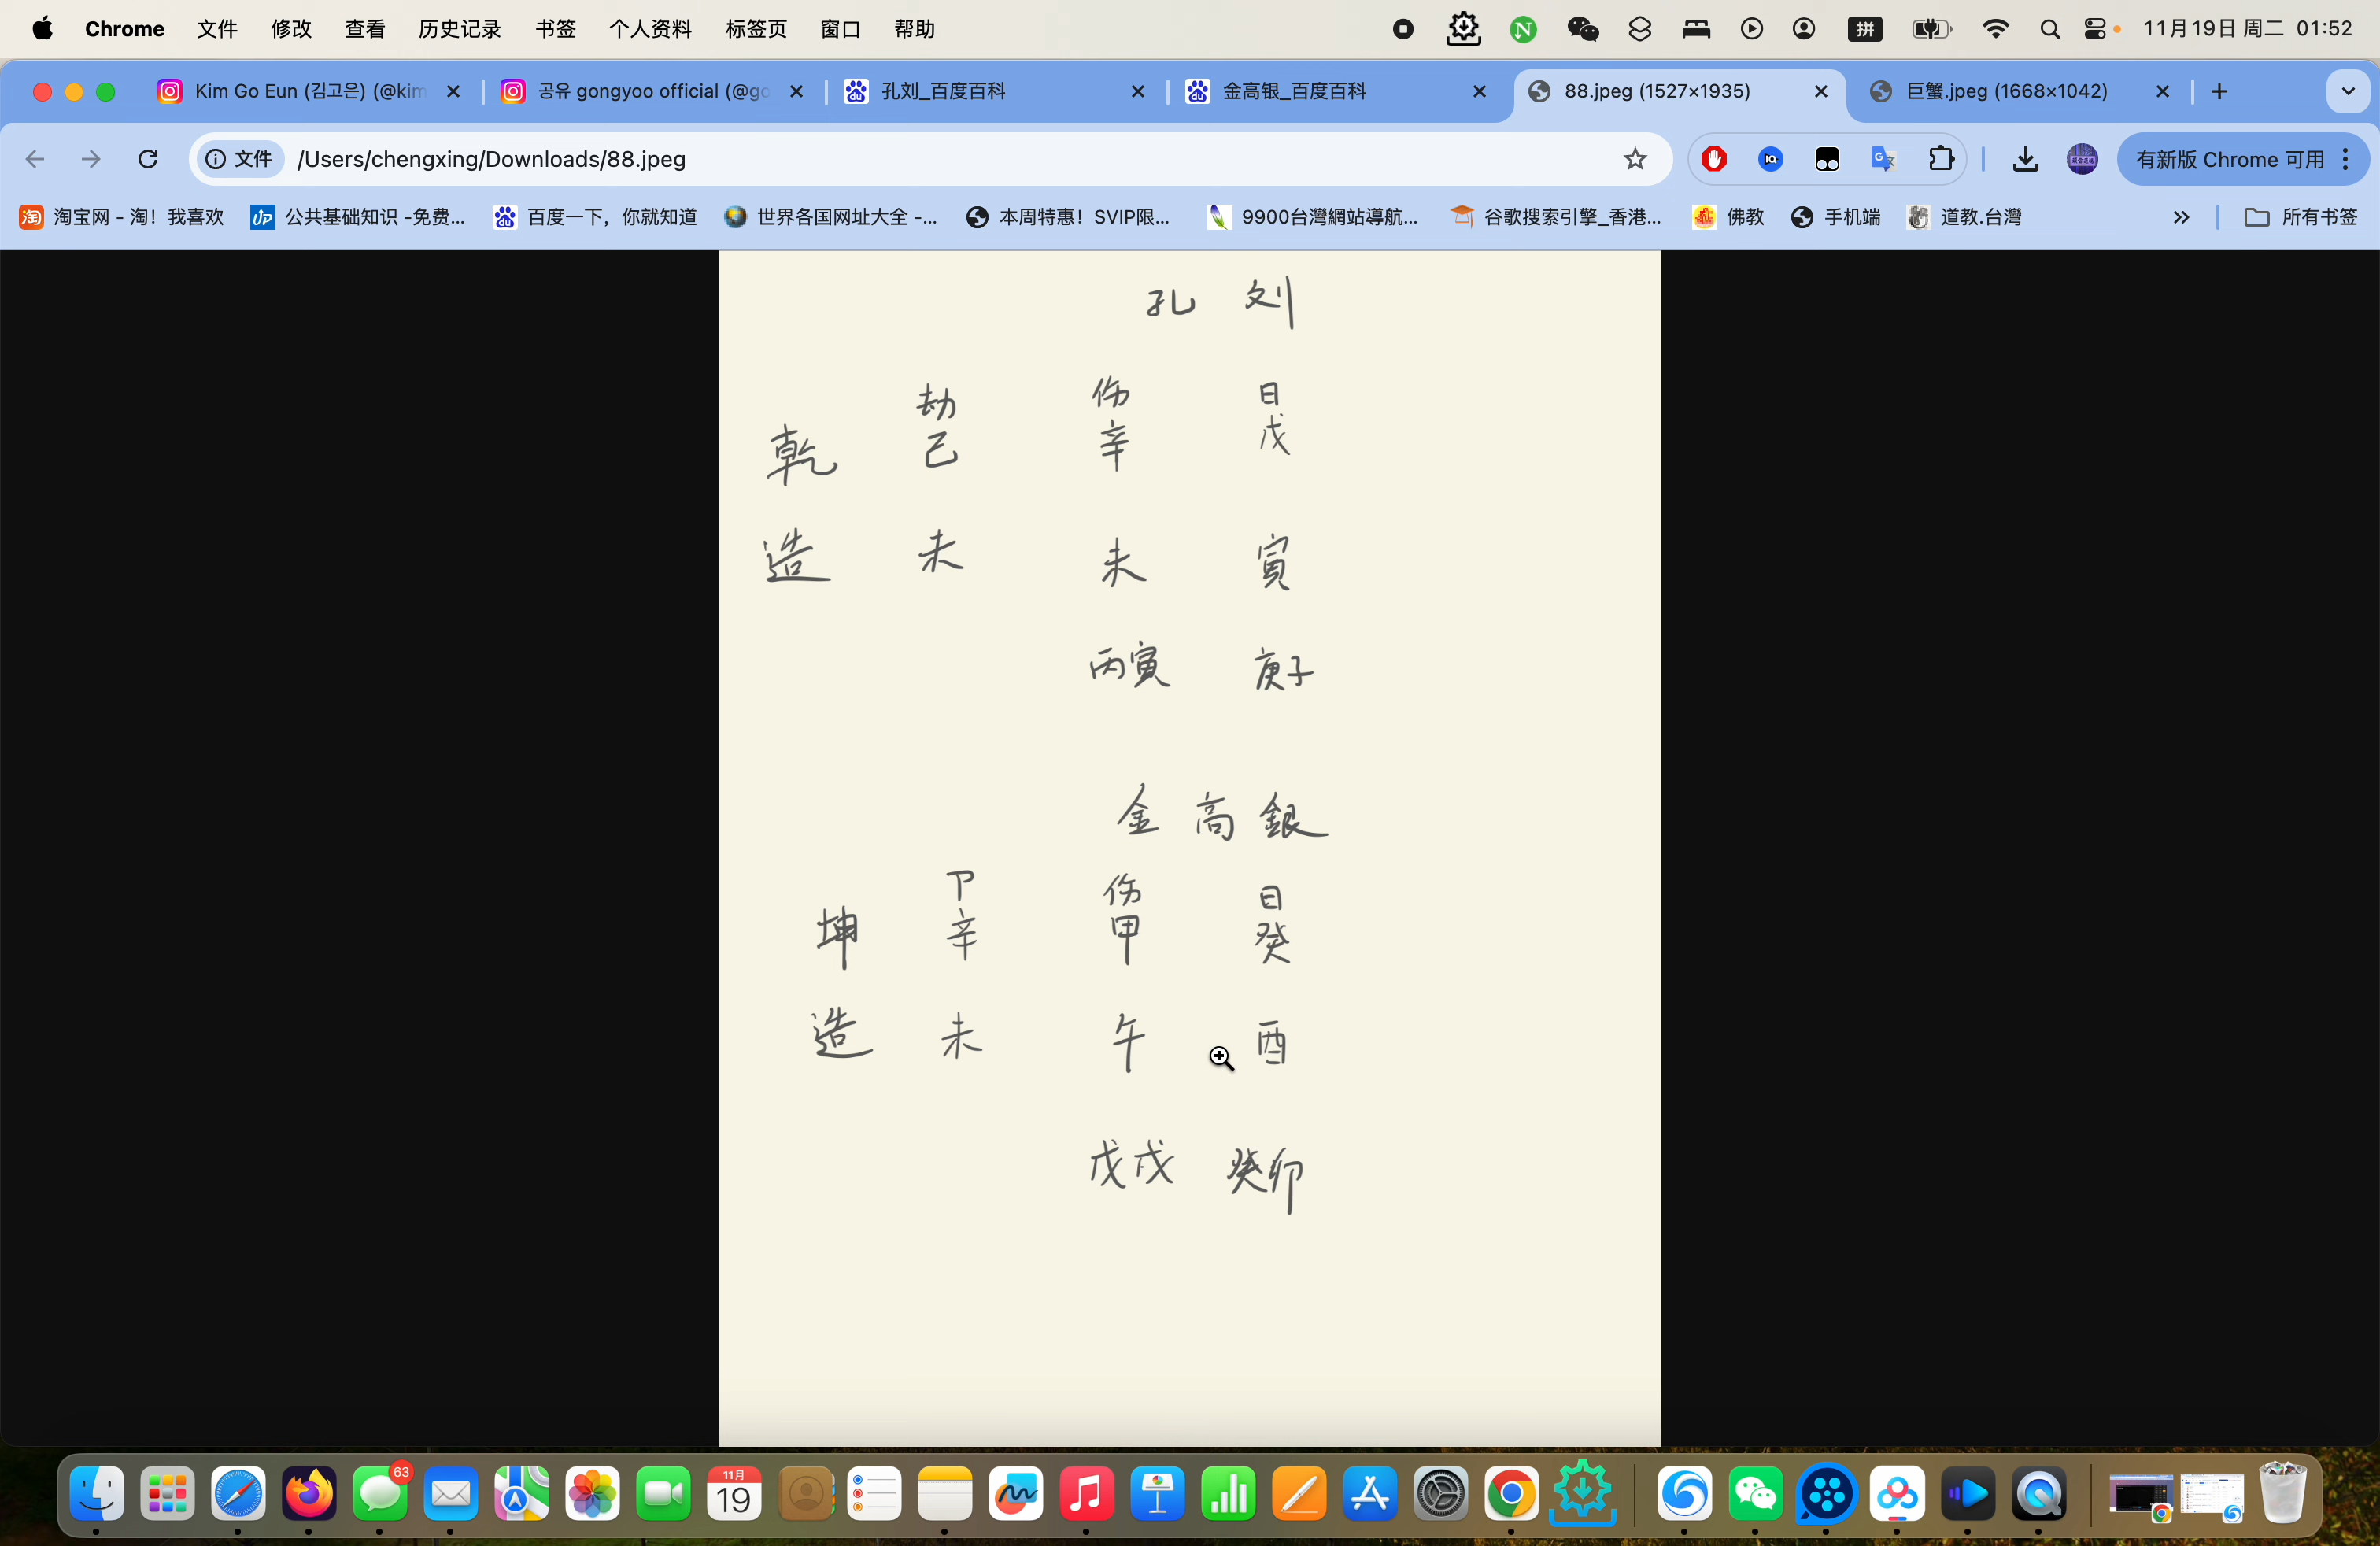 Chrome 文件 修改 查看 历史记录 书签 个人资料 标签页 窗口 帮助 拼 11月19日 周二 01:52
Kim Go Eun (김고은) (@kim 공유 gongyoo official (@go 孔刘_百度百科 金高银_百度百科 88.jpeg (1527×1935) 巨蟹.jpeg (1668×1042)
文件 /Users/chengxing/Downloads/88.jpeg 有新版 Chrome 可用
淘宝网 - 淘！我喜欢 公共基础知识 -免费... 百度一下，你就知道 世界各国网址大全 -... 本周特惠！SVIP限... 9900台灣網站導航... 谷歌搜索引擎_香港... 佛教 手机端 道教.台灣 所有书签
孔 刘
劫 伤 日
乾 己 辛 戊
造 未 未 寅
丙寅 庚子
金 高 銀
卩 伤 日
坤 辛 甲 癸
造 未 午 酉
戊戌 癸卯
63
11月
19